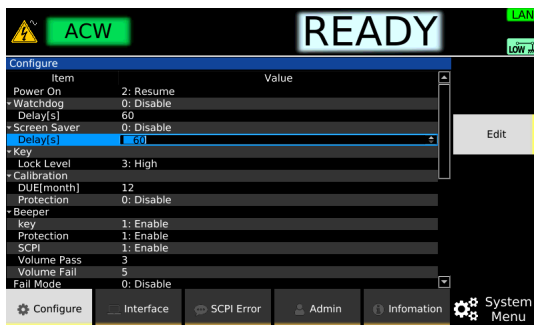 ACW
READY
LAN
LOW
Configure
Item Value
Power On 2: Resume
Watchdog 0: Disable
Delay[s] 60
Screen Saver 0: Disable
Delay[s] 60
Key
Lock Level 3: High
Calibration
DUE[month] 12
Protection 0: Disable
Beeper
key 1: Enable
Protection 1: Enable
SCPI 1: Enable
Volume Pass 3
Volume Fail 5
Fail Mode 0: Disable
Edit
Configure Interface SCPI Error Admin Infomation
System
Menu